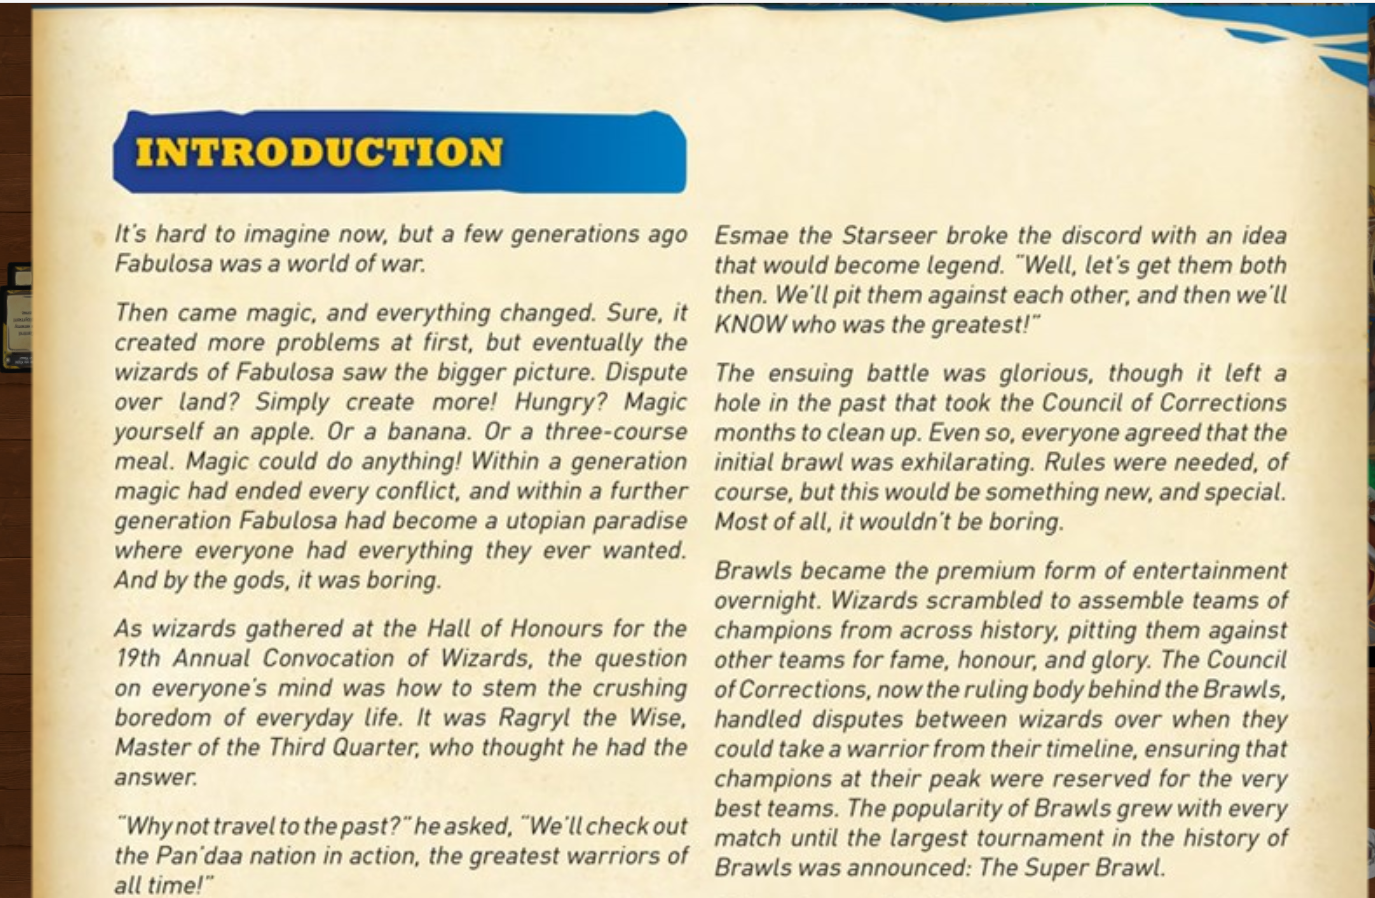 INTRODUCTION
It's hard to imagine now, but a few generations ago
Fabulosa was a world of war.
Then came magic, and everything changed. Sure, it
created more problems at first, but eventually the
wizards of Fabulosa saw the bigger picture. Dispute
over land? Simply create more! Hungry? Magic
yourself an apple. Or a banana. Or a three-course
meal. Magic could do anything! Within a generation
magic had ended every conflict, and within a further
generation Fabulosa had become a utopian paradise
where everyone had everything they ever wanted.
And by the gods, it was boring.
As wizards gathered at the Hall of Honours for the
19th Annual Convocation of Wizards, the question
on everyone's mind was how to stem the crushing
boredom of everyday life. It was Ragryl the Wise,
Master of the Third Quarter, who thought he had the
answer.
"Why not travel to the past?" he asked, "We'll check out
the Pan'daa nation in action, the greatest warriors of
all time!"
Esmae the Starseer broke the discord with an idea
that would become legend. "Well, let's get them both
then. We'll pit them against each other, and then we'll
KNOW who was the greatest!"
The ensuing battle was glorious, though it left a
hole in the past that took the Council of Corrections
months to clean up. Even so, everyone agreed that the
initial brawl was exhilarating. Rules were needed, of
course, but this would be something new, and special.
Most of all, it wouldn't be boring.
Brawls became the premium form of entertainment
overnight. Wizards scrambled to assemble teams of
champions from across history, pitting them against
other teams for fame, honour, and glory. The Council
of Corrections, now the ruling body behind the Brawls,
handled disputes between wizards over when they
could take a warrior from their timeline, ensuring that
champions at their peak were reserved for the very
best teams. The popularity of Brawls grew with every
match until the largest tournament in the history of
Brawls was announced: The Super Brawl.